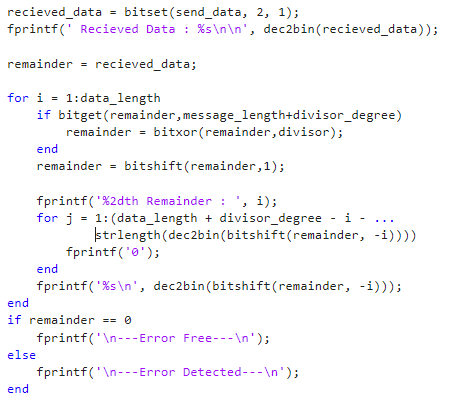 recieved_data = bitset(send_data, 2, 1);
fprintf(' Recieved Data : %s\n\n', dec2bin(recieved_data));

remainder = recieved_data;

for i = 1:data_length
    if bitget(remainder,message_length+divisor_degree)
        remainder = bitxor(remainder,divisor);
    end
    remainder = bitshift(remainder,1);

    fprintf('%2dth Remainder : ', i);
    for j = 1:(data_length + divisor_degree - i - ...
            strlength(dec2bin(bitshift(remainder, -i))))
        fprintf('0');
    end
    fprintf('%s\n', dec2bin(bitshift(remainder, -i)));
end
if remainder == 0
    fprintf('\n---Error Free---\n');
else
    fprintf('\n---Error Detected---\n');
end